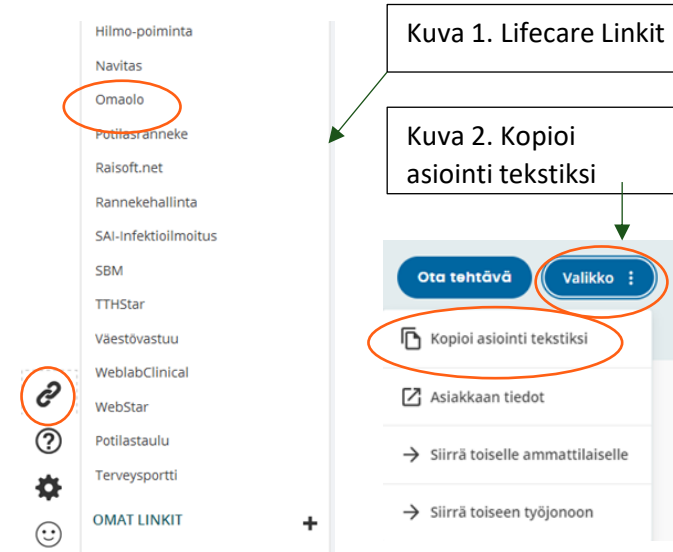 Hilmo-poiminta
Navitas
Omaolo
Potilasranneke
Raisoft.net
Rannekehallinta
SAI-Infektioilmoitus
SBM
TTHStar
Väestövastuu
WeblabClinical
WebStar
Potilastaulu
Terveysportti
OMAT LINKIT +
Kuva 1. Lifecare Linkit
Kuva 2. Kopioi
asiointi tekstiksi
Ota tehtävä Valikko
Kopioi asiointi tekstiksi
Asiakkaan tiedot
Siirrä toiselle ammattilaiselle
Siirrä toiseen työjonoon